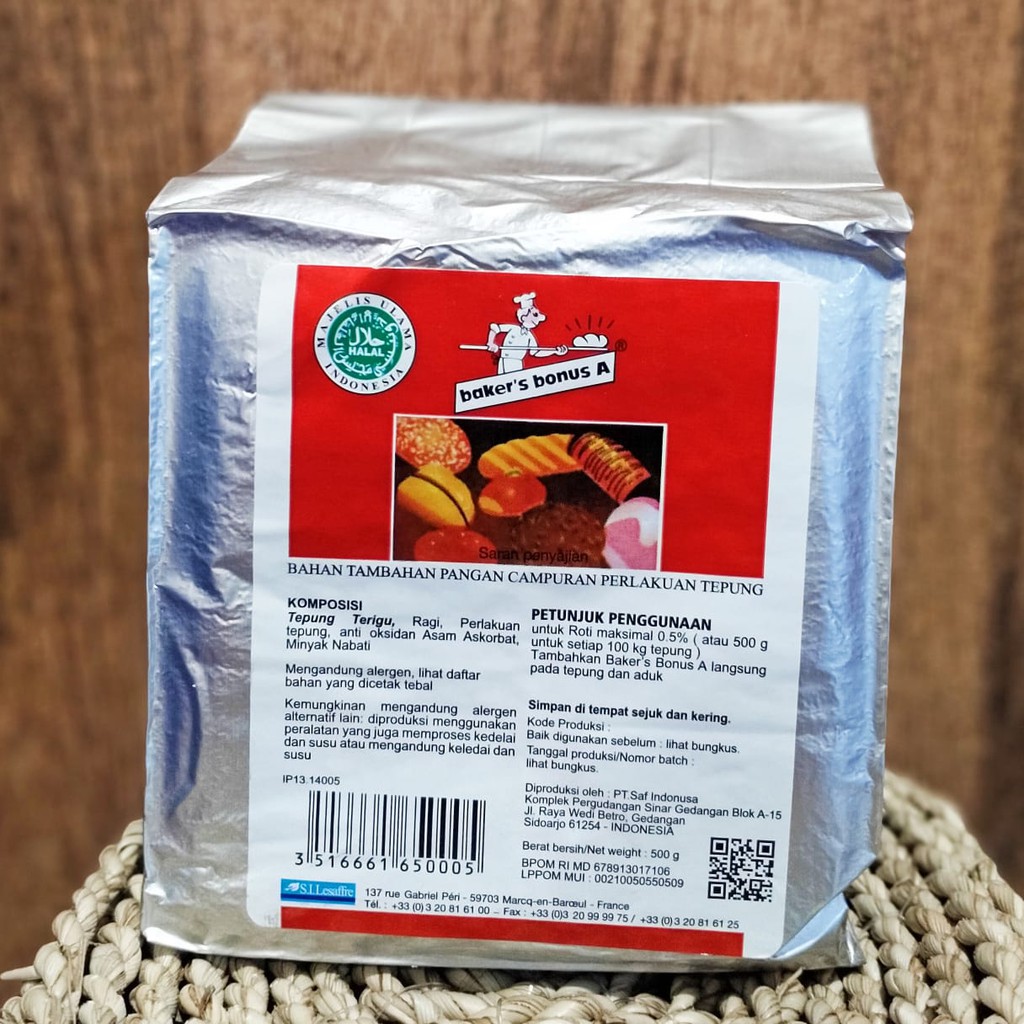 MAJELIS ULAMA
INDONESIA
حلال
HALAL
baker's bonus A
®
Saran penyajian
BAHAN TAMBAHAN PANGAN CAMPURAN PERLAKUAN TEPUNG
KOMPOSISI
Tepung Terigu, Ragi, Perlakuan
tepung, anti oksidan Asam Askorbat,
Minyak Nabati
Mengandung alergen, lihat daftar
bahan yang dicetak tebal
Kemungkinan mengandung alergen
alternatif lain: diproduksi menggunakan
peralatan yang juga memproses kedelai
dan susu atau mengandung keledai dan
susu
IP13.14005
3 516661 650005
PETUNJUK PENGGUNAAN
untuk Roti maksimal 0.5% ( atau 500 g
untuk setiap 100 kg tepung )
Tambahkan Baker's Bonus A langsung
pada tepung dan aduk
Simpan di tempat sejuk dan kering.
Kode Produksi :
Baik digunakan sebelum : lihat bungkus.
Tanggal produksi/Nomor batch :
lihat bungkus.
Diproduksi oleh : PT.Saf Indonusa
Komplek Pergudangan Sinar Gedangan Blok A-15
Jl. Raya Wedi Betro, Gedangan
Sidoarjo 61254 - INDONESIA
Berat bersih/Net weight : 500 g
BPOM RI MD 678913017106
LPPOM MUI : 00210050550509
S.I.Lesaffre
137 rue Gabriel Péri - 59703 Marcq-en-Barœul - France
Tél. : +33 (0) 3 20 81 61 00 – Fax : +33 (0)3 20 99 99 75 / +33 (0) 3 20 81 61 25